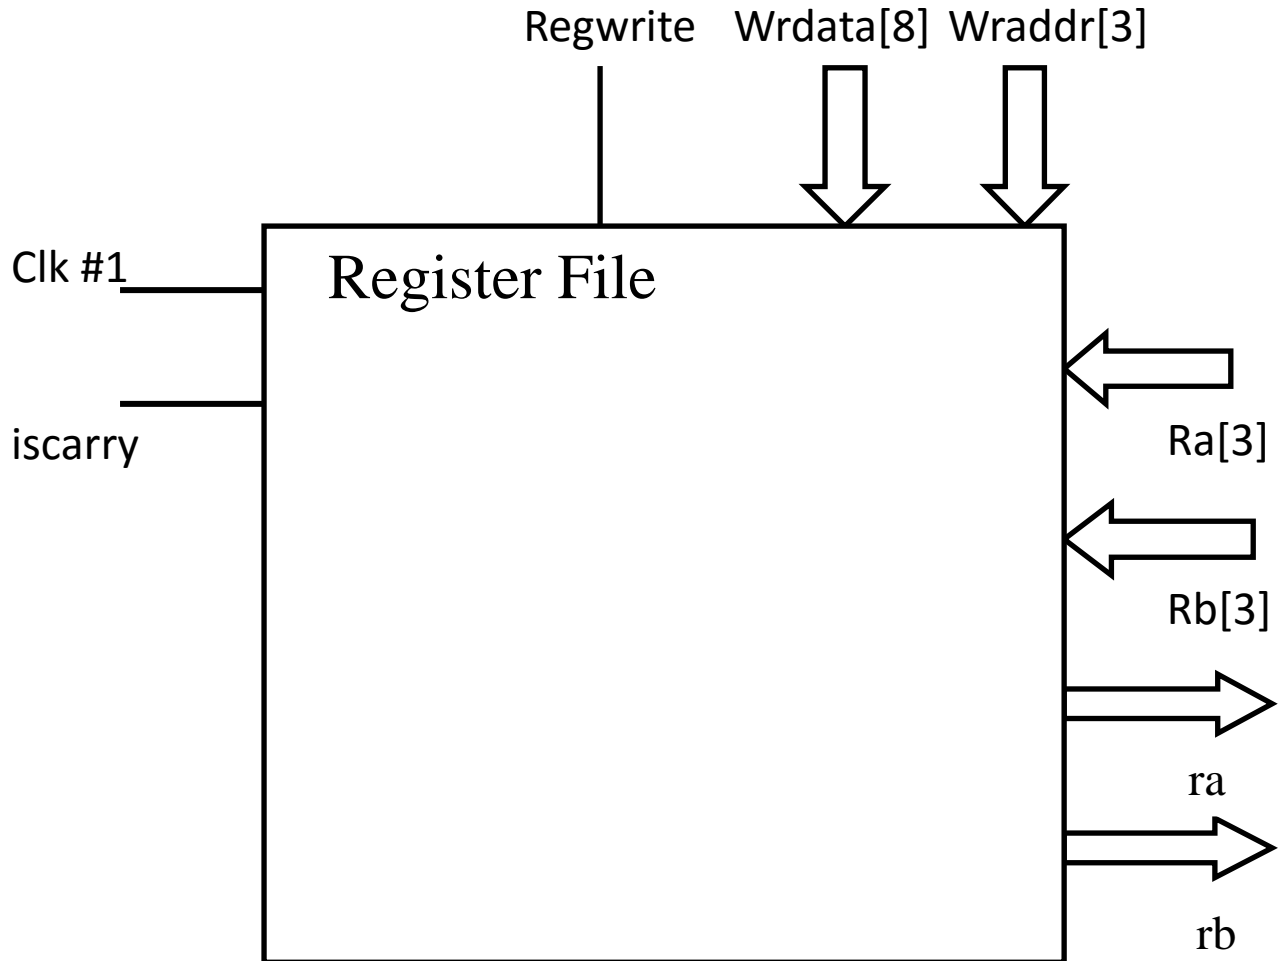 Regwrite Wrdata[8] Wraddr[3]
Clk #1
Register File
iscarry
Ra[3]
Rb[3]
ra
rb